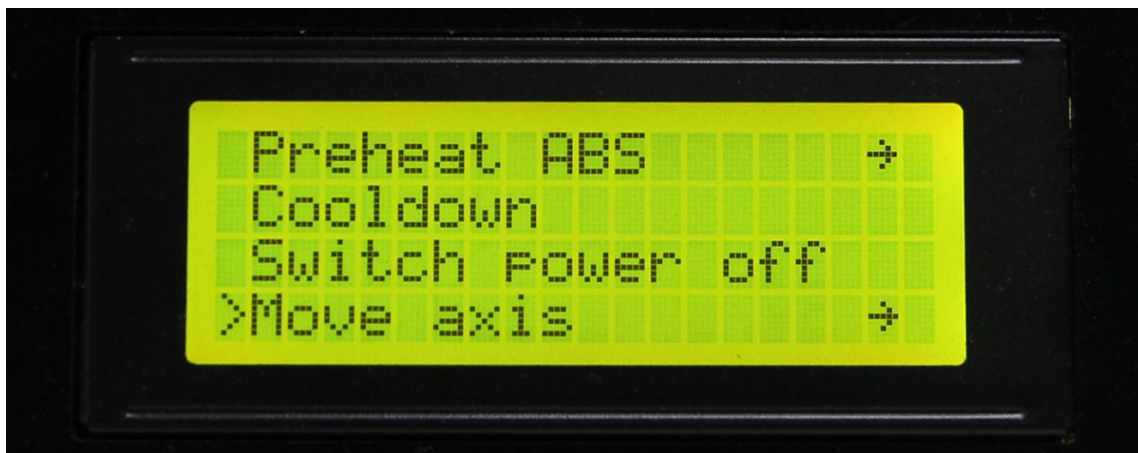 Preheat ABS →
Cooldown
Switch power off
>Move axis →